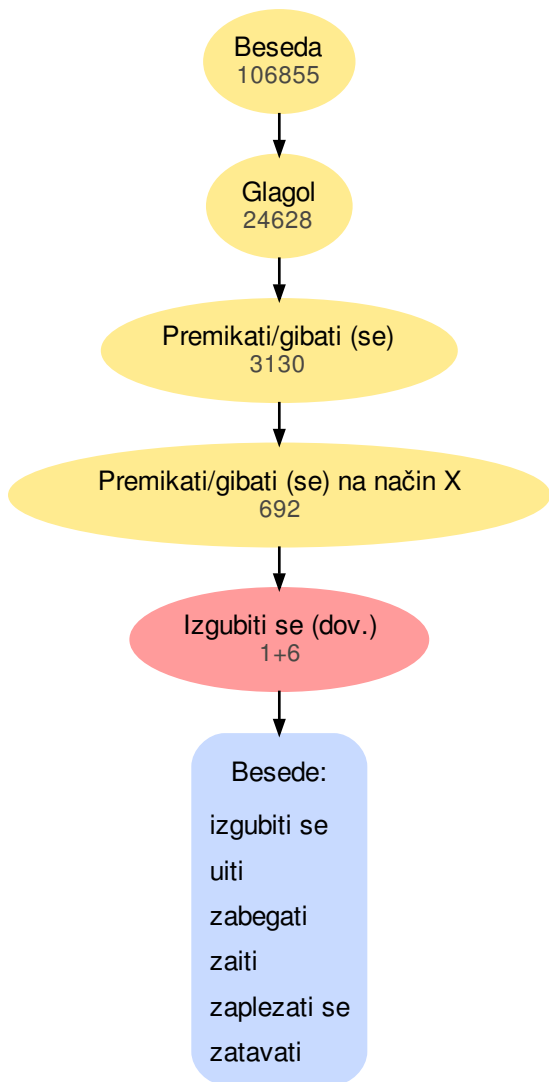 Beseda
106855
Glagol
24628
Premikati/gibati (se)
3130
Premikati/gibati (se) na način X
692
Izgubiti se (dov.)
1+6
Besede:
izgubiti se
uiti
zabegati
zaiti
zaplezati se
zatavati